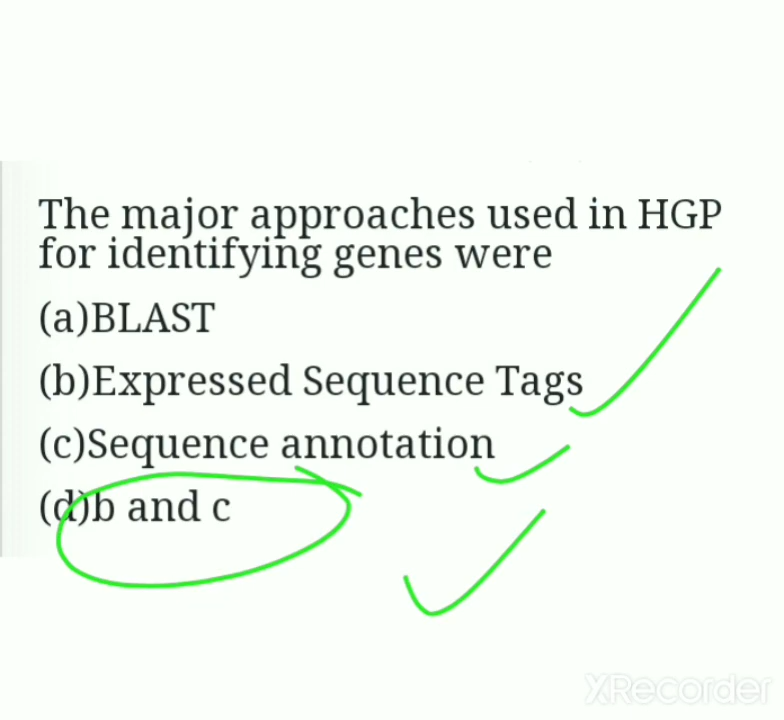 The major approaches used in HGP
for identifying genes were
(a)BLAST
(b)Expressed Sequence Tags
(c)Sequence annotation
(d)b and c
XRecorder